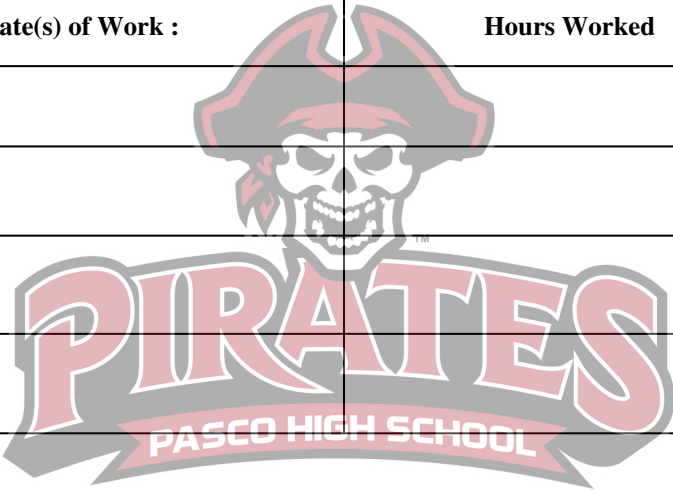 ate(s) of Work :
Hours Worked
TM
PIRATES
PASCO HIGH SCHOOL